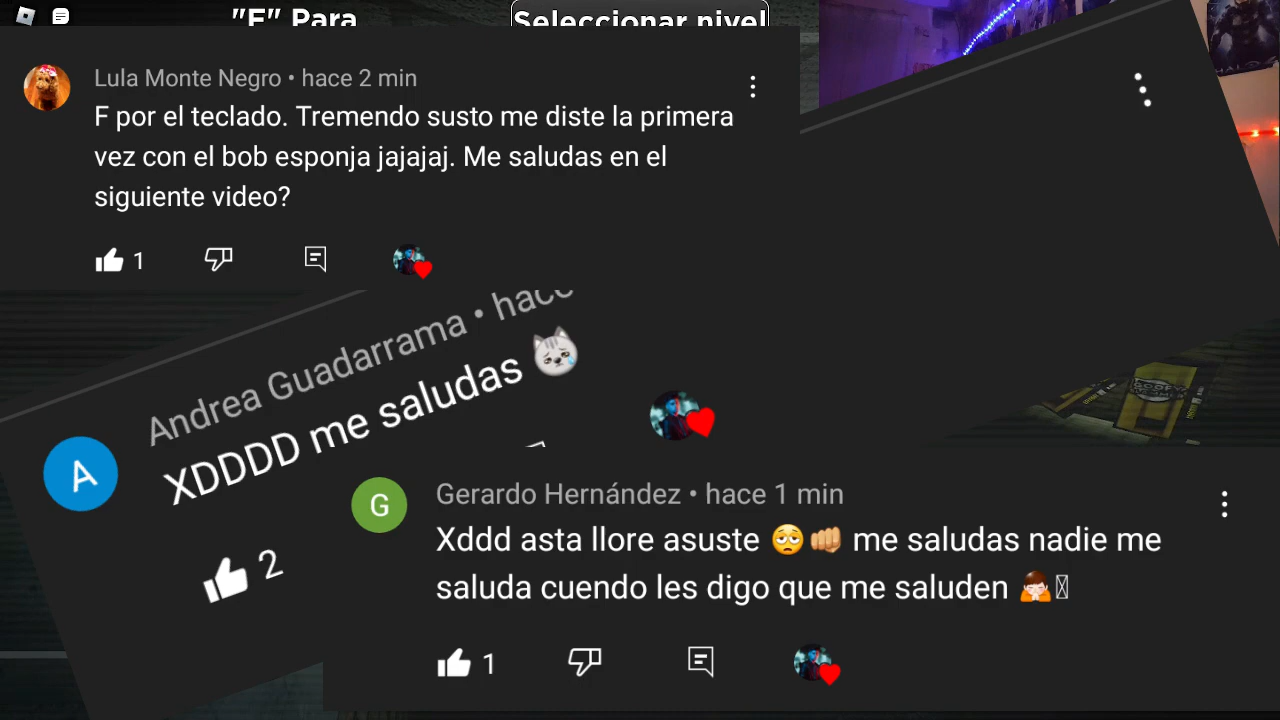 "E" Para
Seleccionar nivel
Lula Monte Negro • hace 2 min
F por el teclado. Tremendo susto me diste la primera
vez con el bob esponja jajajaj. Me saludas en el
siguiente video?
1
Andrea Guadarrama • hace
XDDDD me saludas 😿
A
2
G
Gerardo Hernández • hace 1 min
Xddd asta llore asuste 😩👊🏼 me saludas nadie me
saluda cuendo les digo que me saluden 🙇
1